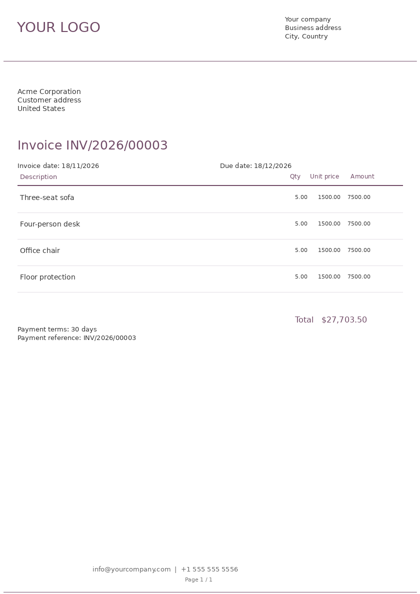 YOUR LOGO
Your company
Business address
City, Country
Acme Corporation
Customer address
United States
Invoice INV/2026/00003
Invoice date: 18/11/2026 Due date: 18/12/2026
Description Qty Unit price Amount
Three-seat sofa 5.00 1500.00 7500.00
Four-person desk 5.00 1500.00 7500.00
Office chair 5.00 1500.00 7500.00
Floor protection 5.00 1500.00 7500.00
Total $27,703.50
Payment terms: 30 days
Payment reference: INV/2026/00003
info@yourcompany.com | +1 555 555 5556
Page 1 / 1